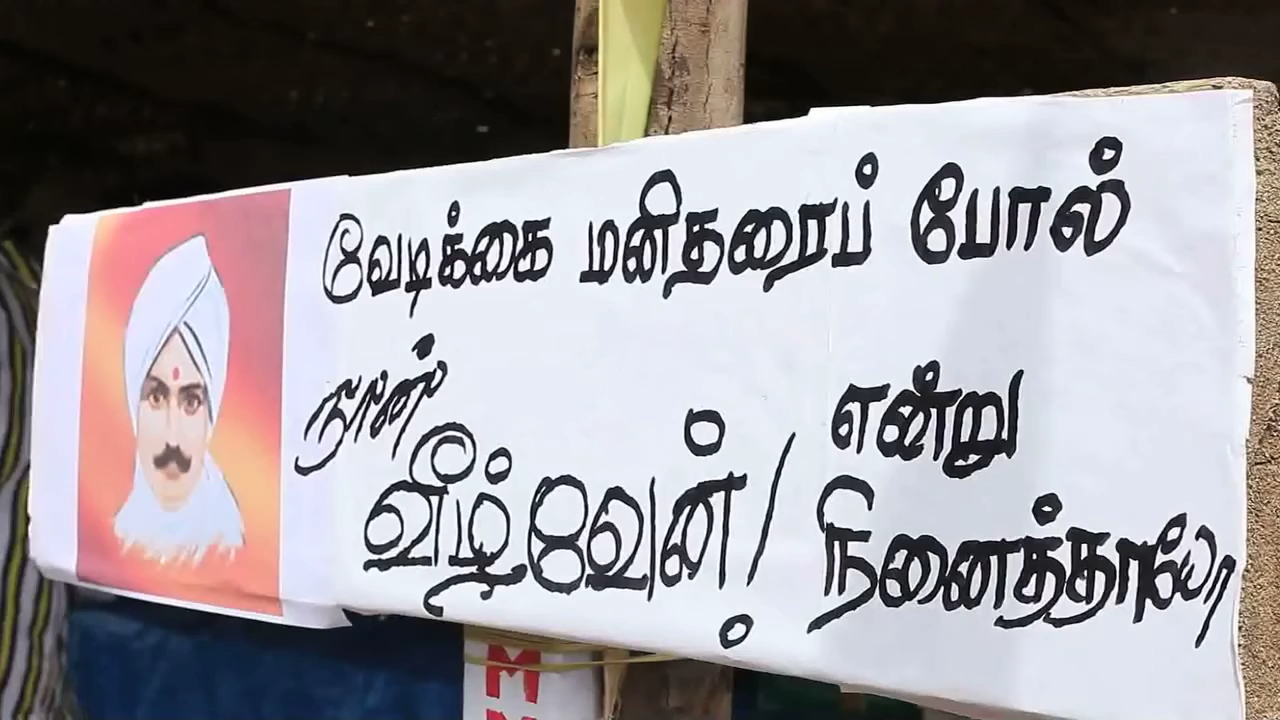 வேடிக்கை மனிதரைப் போல்
நான்
வீழ்வேன்! என்று
நினைத்தாயோ
M